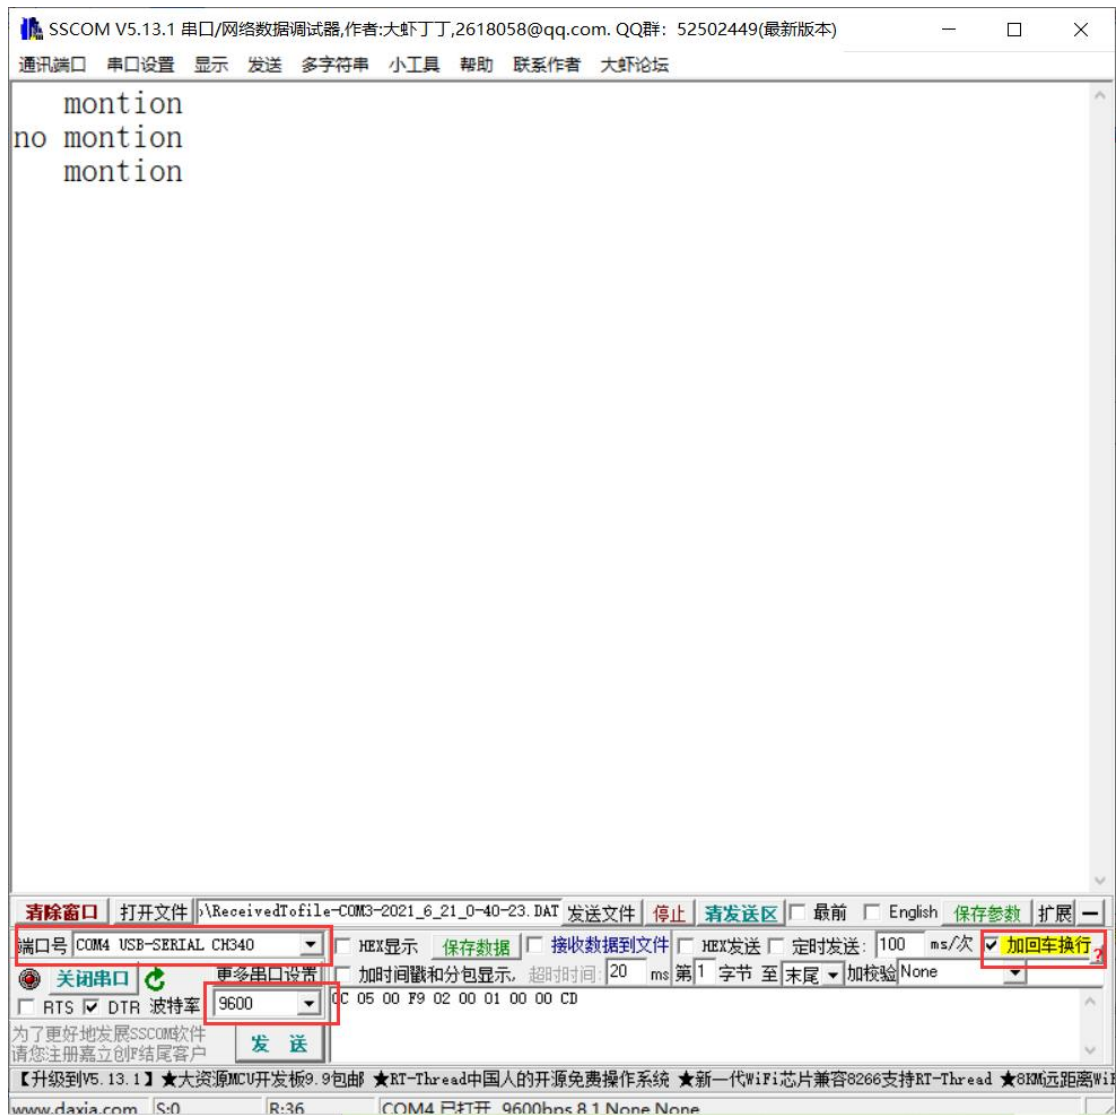 SSCOM V5.13.1 串口/网络数据调试器,作者:大虾丁丁,2618058@qq.com. QQ群: 52502449(最新版本)
通讯端口 串口设置 显示 发送 多字符串 小工具 帮助 联系作者 大虾论坛
montion
no montion
montion
清除窗口 打开文件 \ReceivedTofile-COM3-2021_6_21_0-40-23.DAT 发送文件 停止 清发送区 最前 English 保存参数 扩展 —
端口号 COM4 USB-SERIAL CH340 HEX显示 保存数据 接收数据到文件 HEX发送 定时发送: 100 ms/次 加回车换行
关闭串口 更多串口设置 加时间戳和分包显示, 超时时间: 20 ms 第1 字节 至 末尾 加校验 None ?
RTS DTR 波特率 9600 0C 05 00 F9 02 00 01 00 00 CD
为了更好地发展SSCOM软件
请您注册嘉立创F结尾客户 发 送
【升级到V5.13.1】★大资源MCU开发板9.9包邮 ★RT-Thread中国人的开源免费操作系统 ★新一代WiFi芯片兼容8266支持RT-Thread ★8KM远距离WiF
www.daxia.com S:0 R:36 COM4 已打开 9600bps,8,1,None,None